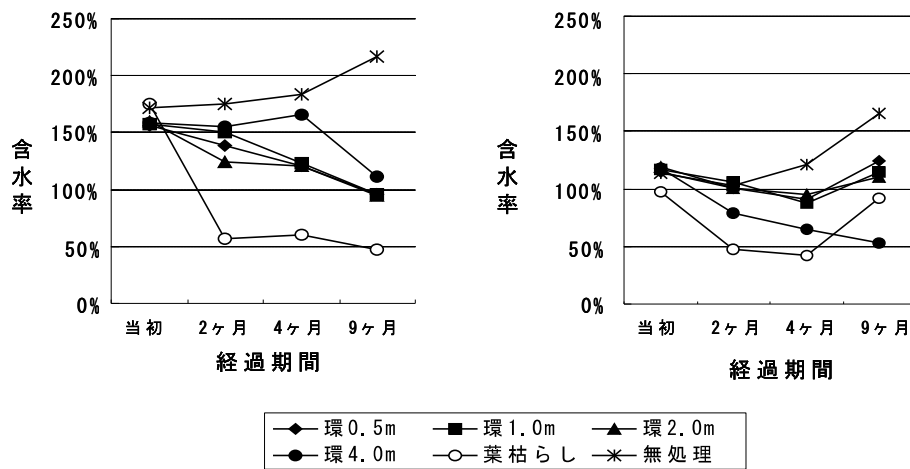 250%
200%
150%
100%
50%
0%
含水率
当初 2ヶ月 4ヶ月 9ヶ月
経過期間
250%
200%
150%
100%
50%
0%
含水率
当初 2ヶ月 4ヶ月 9ヶ月
経過期間
環0.5m 環1.0m 環2.0m
環4.0m 葉枯らし 無処理